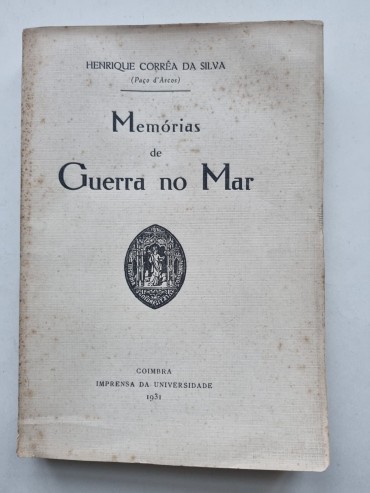 HENRIQUE CORRÊA DA SILVA
(Paço d'Arcos)
Memórias
de
Guerra no Mar
COIMBRA
IMPRENSA DA UNIVERSIDADE
1931